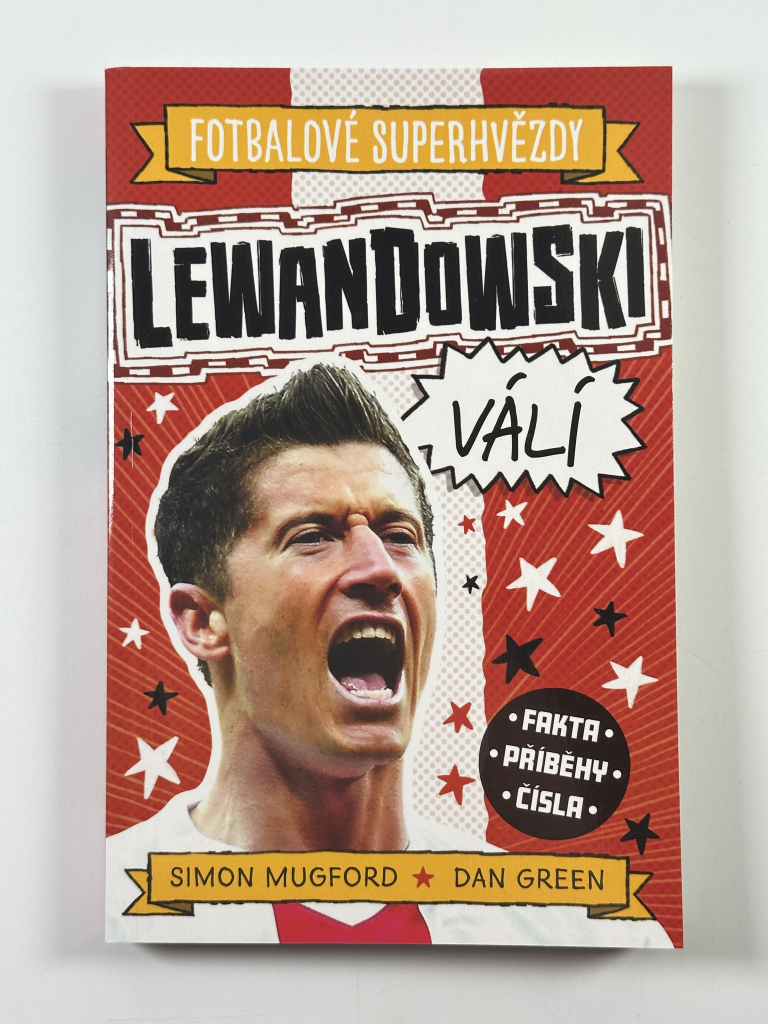 FOTBALOVÉ SUPERHVĚZDY
LEWANDOWSKI
VÁLÍ
• FAKTA •
• PŘÍBĚHY •
• ČÍSLA •
SIMON MUGFORD ★ DAN GREEN